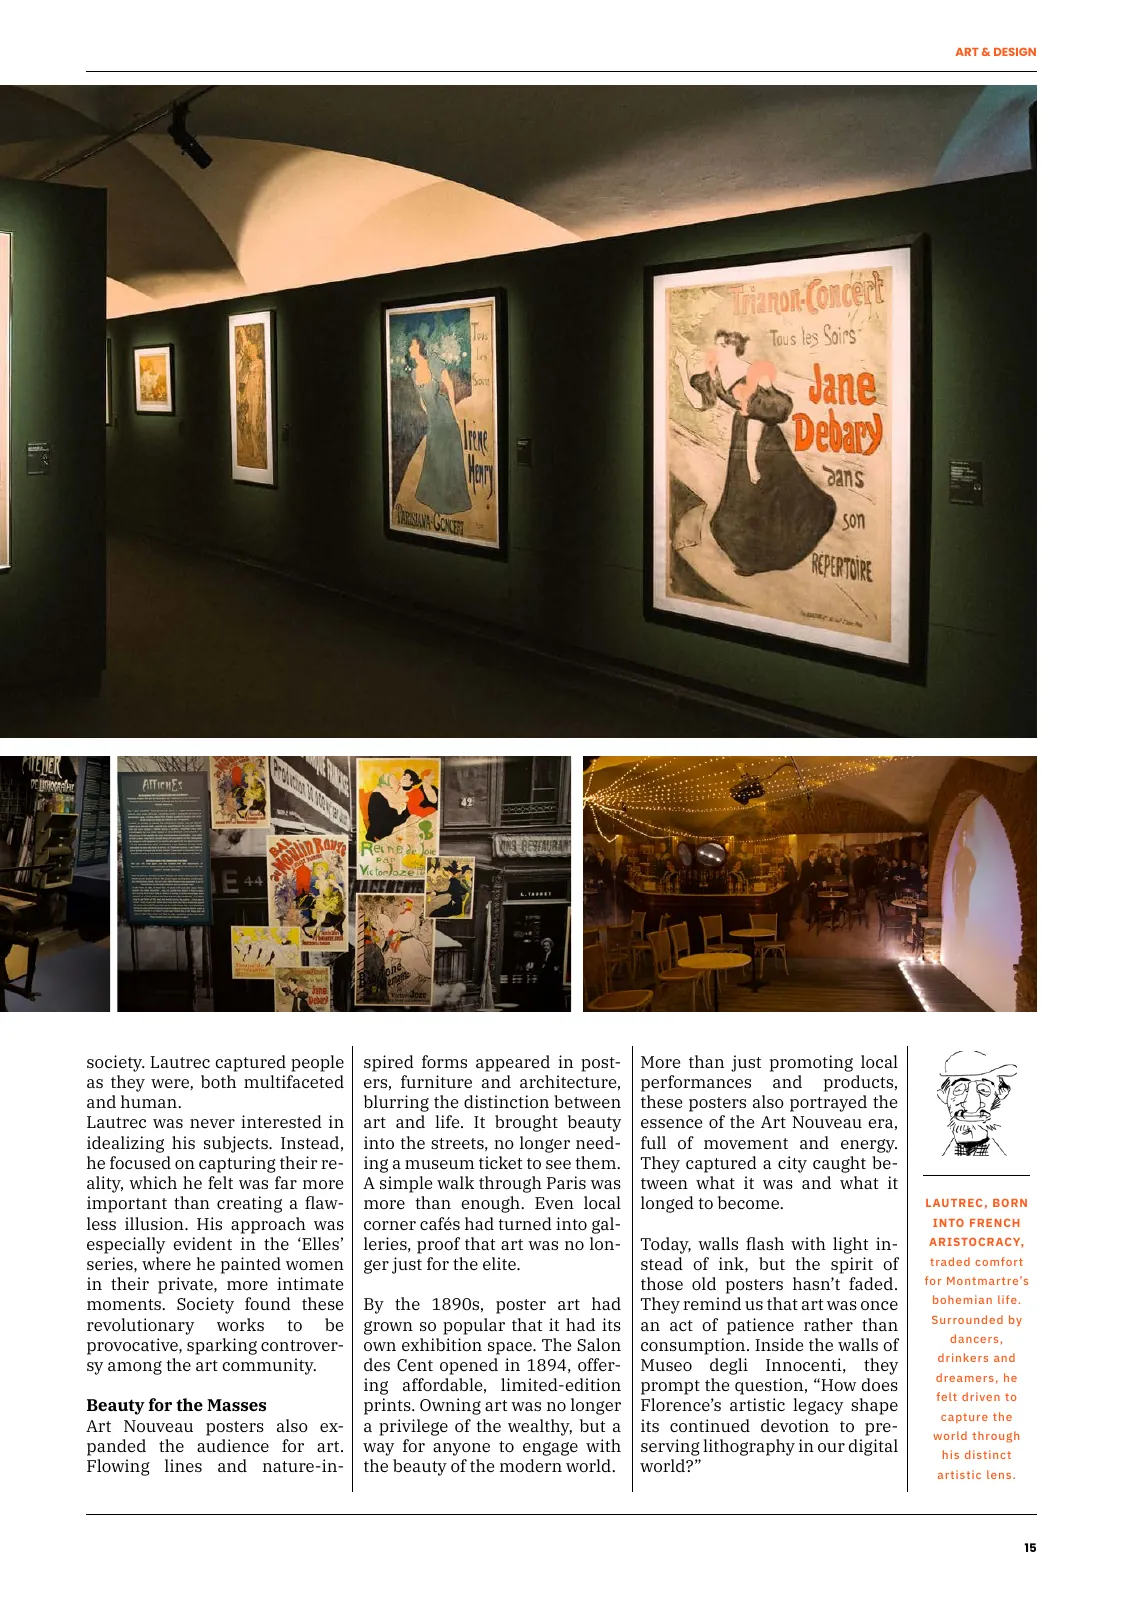 ART & DESIGN
Trianon-Concert
Tous les Soirs
Jane
Debary
dans
son
RÉPERTOIRE
Tous
les
Soirs
Irène
Henry
PARISIANA-CONCERT
ATELIER
DE LITHOGRAPHIE
AFFICHES
42
E 44
BAL
MOULIN ROUGE
Reine de Joie
par
Victor Joze
VINS-RESTAURANT
Jane
Debary
society. Lautrec captured people
as they were, both multifaceted
and human.
Lautrec was never interested in
idealizing his subjects. Instead,
he focused on capturing their re-
ality, which he felt was far more
important than creating a flaw-
less illusion. His approach was
especially evident in the ‘Elles’
series, where he painted women
in their private, more intimate
moments. Society found these
revolutionary works to be
provocative, sparking controver-
sy among the art community.
Beauty for the Masses
Art Nouveau posters also ex-
panded the audience for art.
Flowing lines and nature-in-
spired forms appeared in post-
ers, furniture and architecture,
blurring the distinction between
art and life. It brought beauty
into the streets, no longer need-
ing a museum ticket to see them.
A simple walk through Paris was
more than enough. Even local
corner cafés had turned into gal-
leries, proof that art was no lon-
ger just for the elite.
By the 1890s, poster art had
grown so popular that it had its
own exhibition space. The Salon
des Cent opened in 1894, offer-
ing affordable, limited-edition
prints. Owning art was no longer
a privilege of the wealthy, but a
way for anyone to engage with
the beauty of the modern world.
More than just promoting local
performances and products,
these posters also portrayed the
essence of the Art Nouveau era,
full of movement and energy.
They captured a city caught be-
tween what it was and what it
longed to become.
Today, walls flash with light in-
stead of ink, but the spirit of
those old posters hasn’t faded.
They remind us that art was once
an act of patience rather than
consumption. Inside the walls of
Museo degli Innocenti, they
prompt the question, “How does
Florence’s artistic legacy shape
its continued devotion to pre-
serving lithography in our digital
world?”
LAUTREC, BORN
INTO FRENCH
ARISTOCRACY,
traded comfort
for Montmartre’s
bohemian life.
Surrounded by
dancers,
drinkers and
dreamers, he
felt driven to
capture the
world through
his distinct
artistic lens.
15